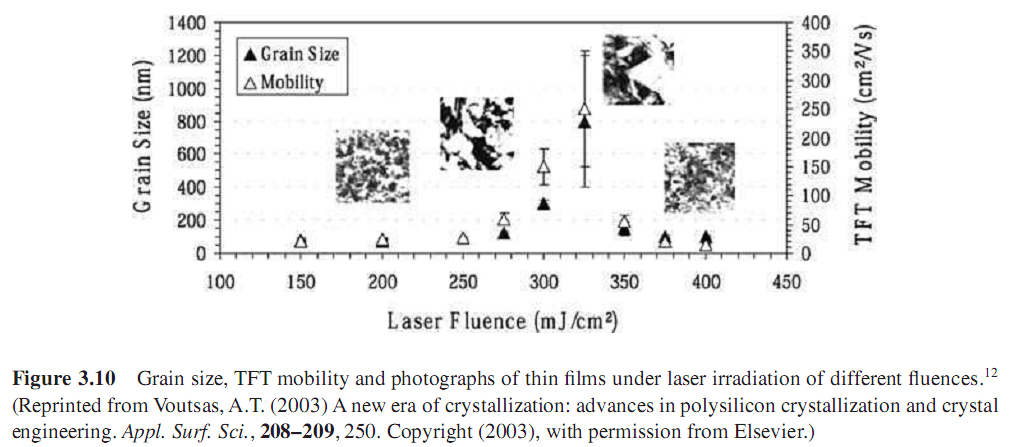 1400
1200
1000
800
600
400
200
0
Grain Size (nm)
Grain Size
Mobility
400
350
300
250
200
150
100
50
0
TFT Mobility (cm²/Vs)
100 150 200 250 300 350 400 450
Laser Fluence (mJ/cm²)
Figure 3.10 Grain size, TFT mobility and photographs of thin films under laser irradiation of different fluences.¹²
(Reprinted from Voutsas, A.T. (2003) A new era of crystallization: advances in polysilicon crystallization and crystal
engineering. Appl. Surf. Sci., 208–209, 250. Copyright (2003), with permission from Elsevier.)